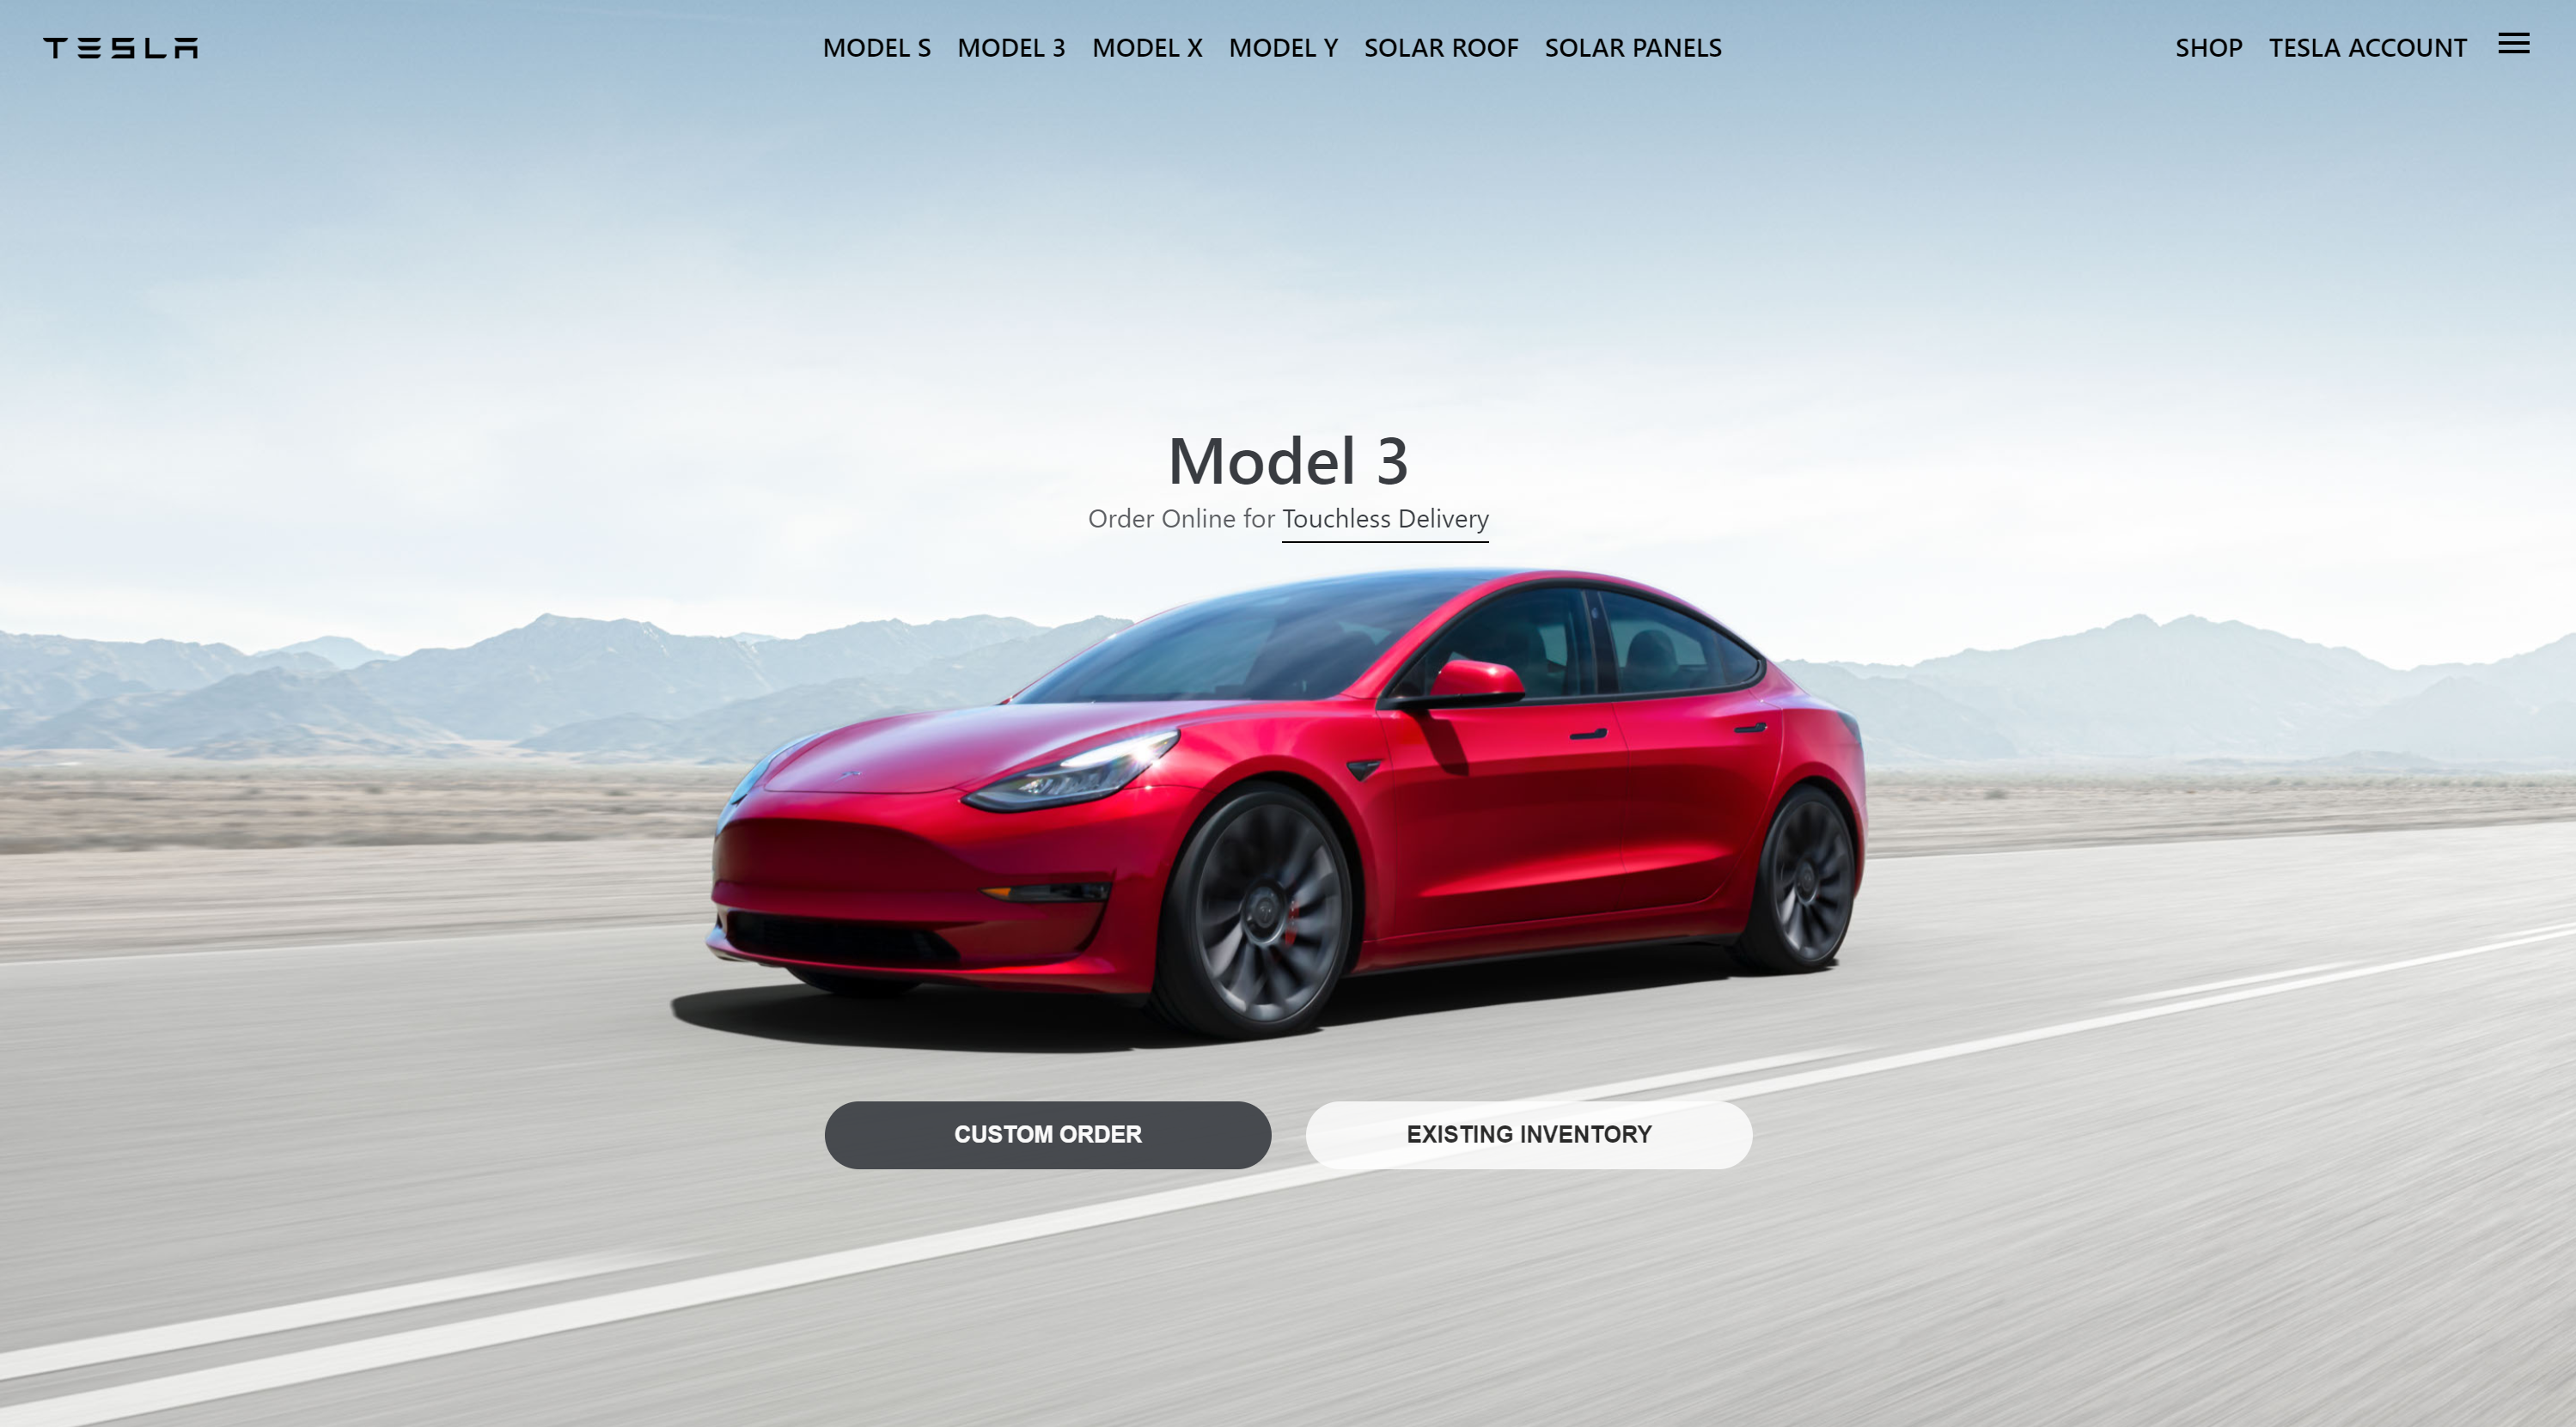 TESLA MODEL S MODEL 3 MODEL X MODEL Y SOLAR ROOF SOLAR PANELS SHOP TESLA ACCOUNT
Model 3
Order Online for Touchless Delivery
CUSTOM ORDER EXISTING INVENTORY